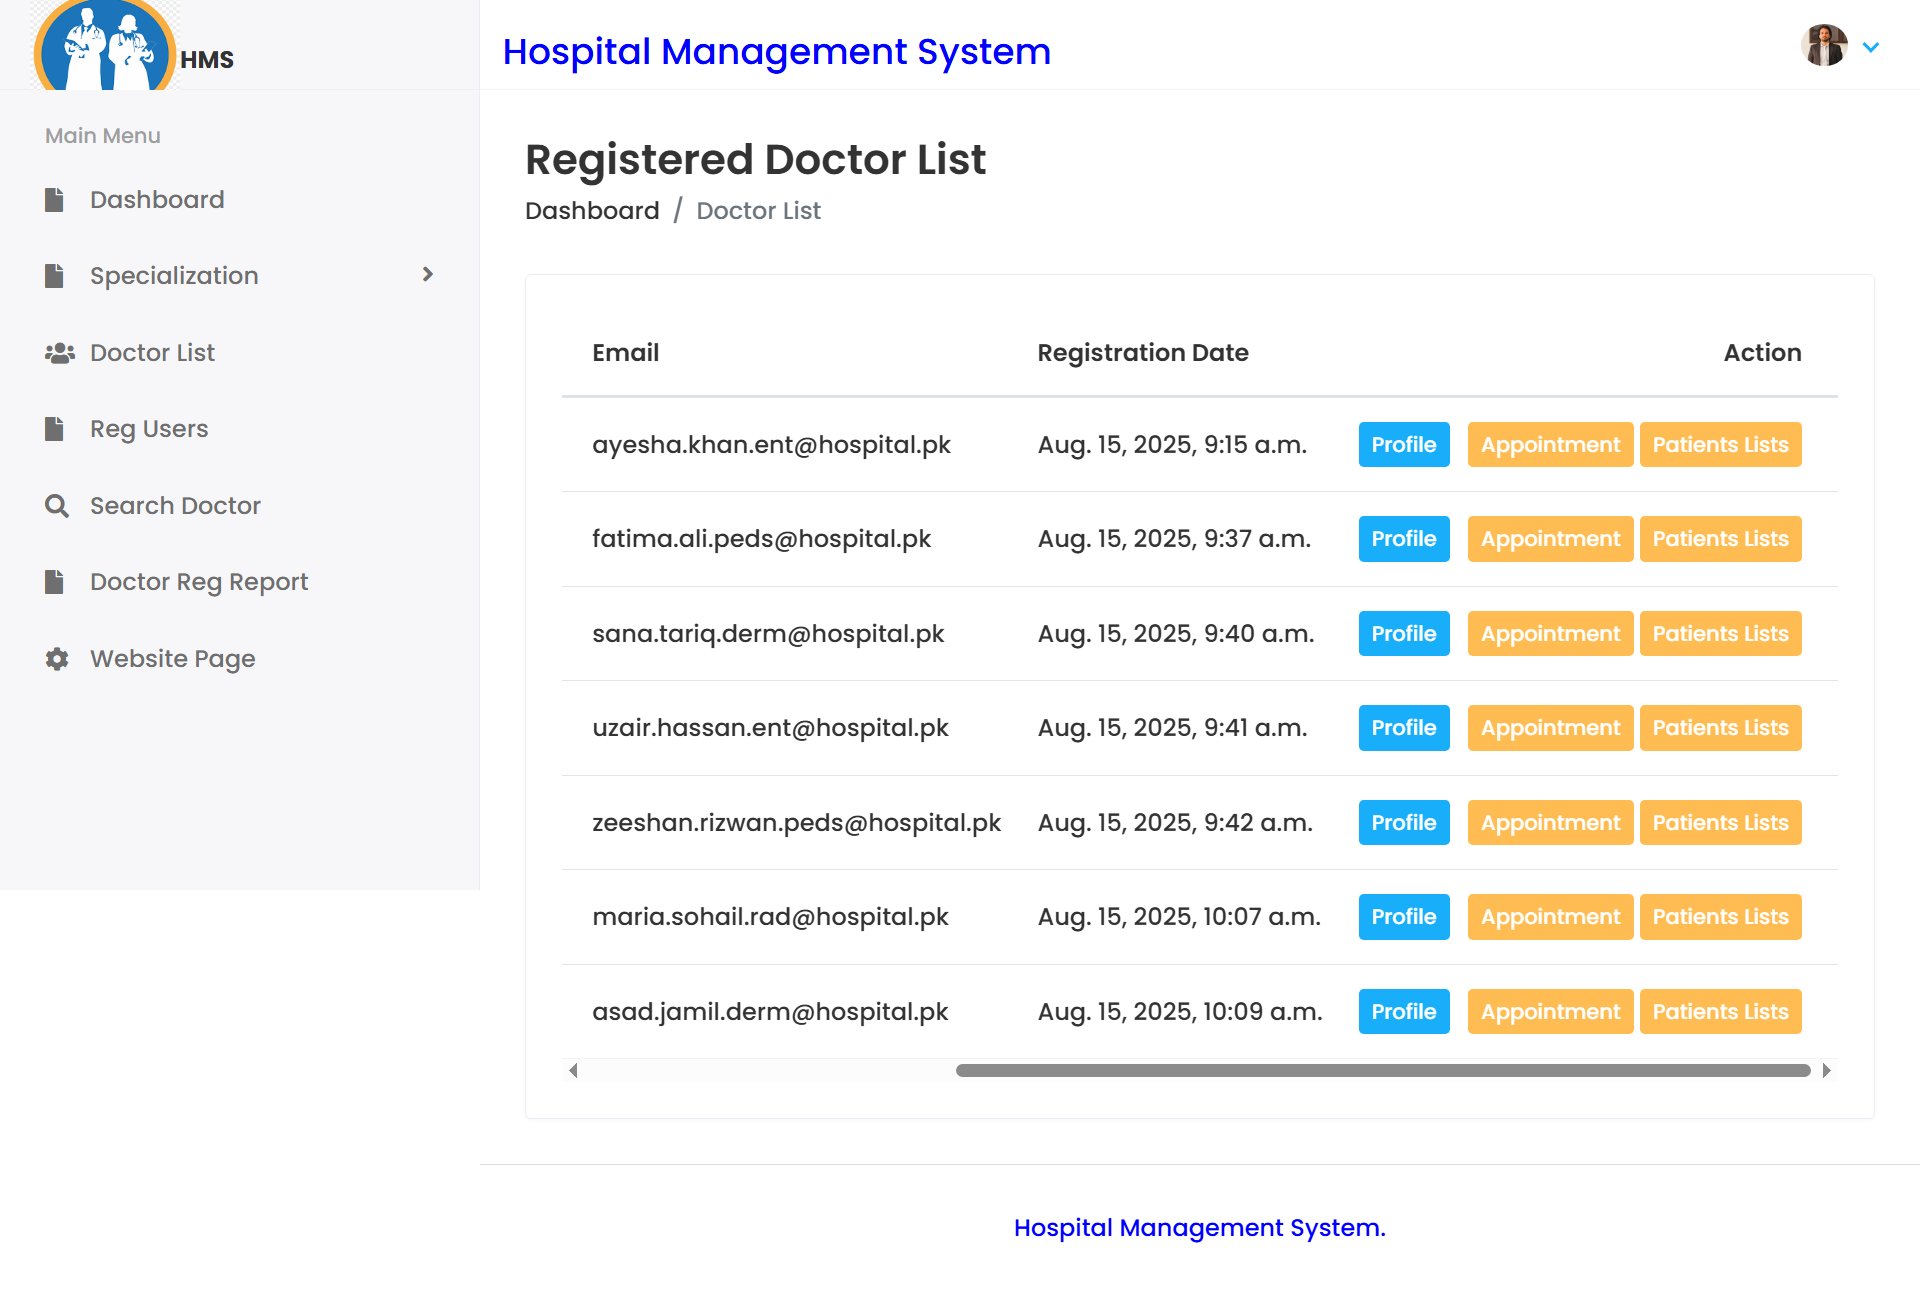 HMS
Hospital Management System
Main Menu
Dashboard
Specialization
Doctor List
Reg Users
Search Doctor
Doctor Reg Report
Website Page
Registered Doctor List
Dashboard / Doctor List
Email Registration Date Action
ayesha.khan.ent@hospital.pk Aug. 15, 2025, 9:15 a.m. Profile Appointment Patients Lists
fatima.ali.peds@hospital.pk Aug. 15, 2025, 9:37 a.m. Profile Appointment Patients Lists
sana.tariq.derm@hospital.pk Aug. 15, 2025, 9:40 a.m. Profile Appointment Patients Lists
uzair.hassan.ent@hospital.pk Aug. 15, 2025, 9:41 a.m. Profile Appointment Patients Lists
zeeshan.rizwan.peds@hospital.pk Aug. 15, 2025, 9:42 a.m. Profile Appointment Patients Lists
maria.sohail.rad@hospital.pk Aug. 15, 2025, 10:07 a.m. Profile Appointment Patients Lists
asad.jamil.derm@hospital.pk Aug. 15, 2025, 10:09 a.m. Profile Appointment Patients Lists
Hospital Management System.